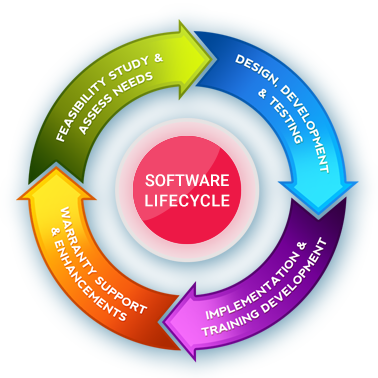 FEASIBILITY STUDY &
ASSESS NEEDS
DESIGN, DEVELOPMENT
& TESTING
SOFTWARE
LIFECYCLE
WARRANTY SUPPORT
& ENHANCEMENTS
IMPLEMENTATION &
TRAINING DEVELOPMENT